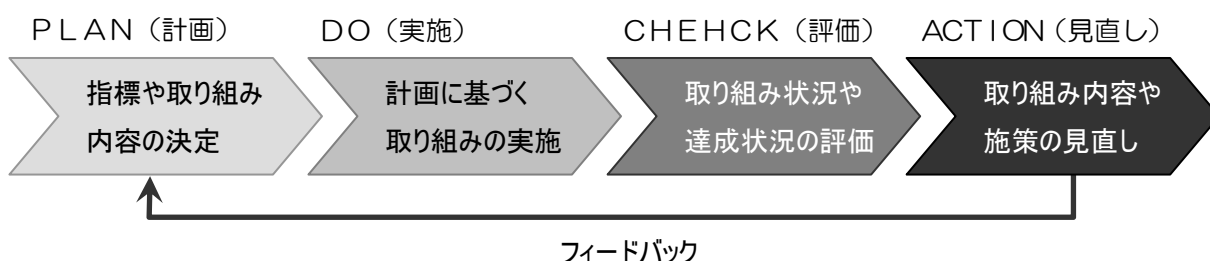 ＰＬＡＮ（計画）
ＤＯ（実施）
ＣＨＥＨＣＫ（評価）
ＡＣＴＩＯＮ（見直し）
指標や取り組み
内容の決定
計画に基づく
取り組みの実施
取り組み状況や
達成状況の評価
取り組み内容や
施策の見直し
フィードバック